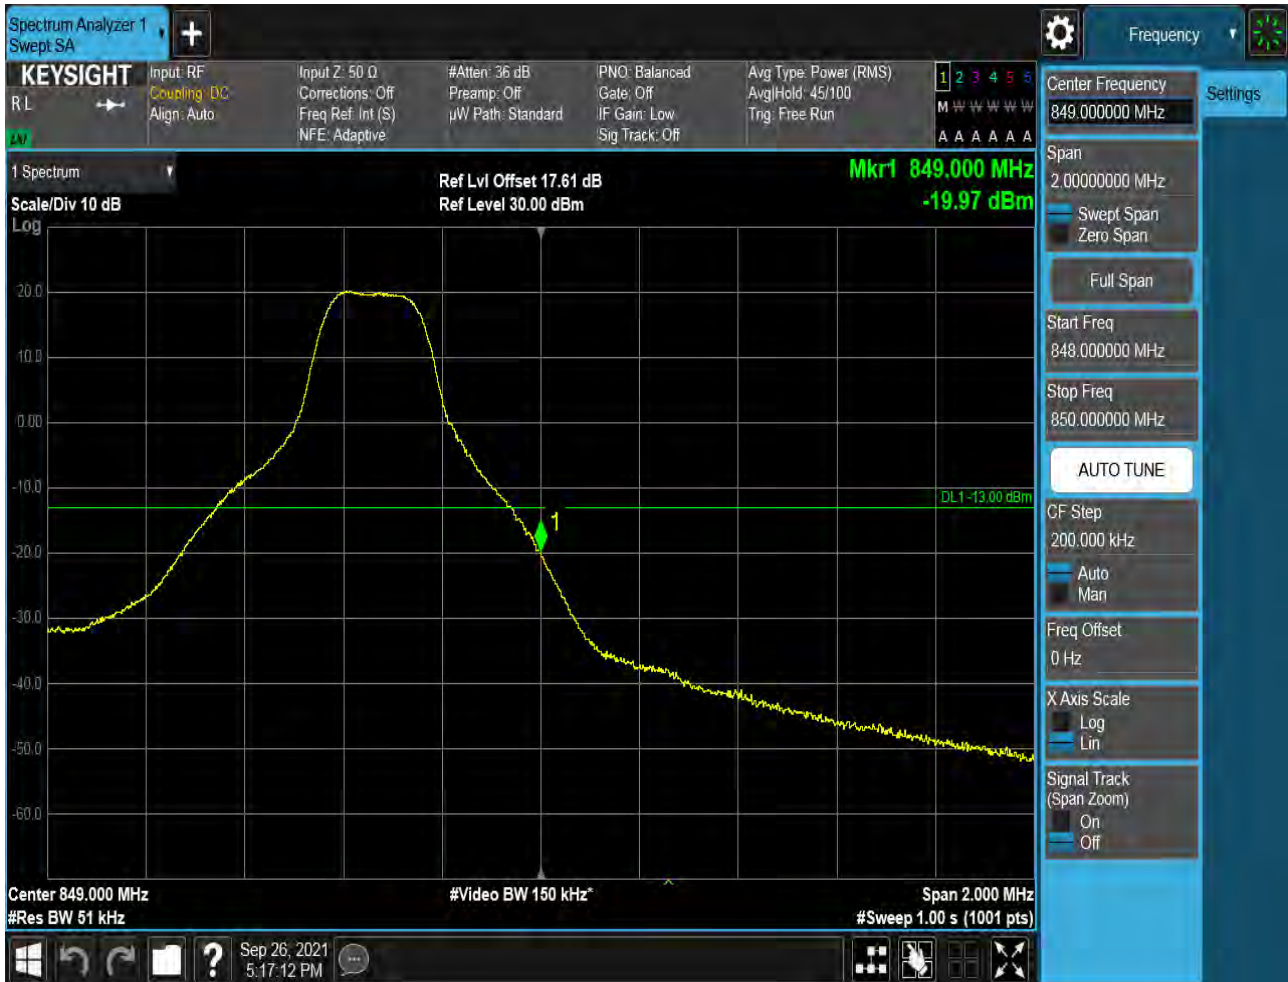 Spectrum Analyzer 1
Swept SA
+
Frequency
KEYSIGHT
R L
LNI
Input: RF
Coupling: DC
Align: Auto
Input Z: 50 Ω
Corrections: Off
Freq Ref: Int (S)
NFE: Adaptive
#Atten: 36 dB
Preamp: Off
µW Path: Standard
PNO: Balanced
Gate: Off
IF Gain: Low
Sig Track: Off
Avg Type: Power (RMS)
Avg|Hold: 45/100
Trig: Free Run
1 2 3 4 5 6
M W W W W W
A A A A A A
1 Spectrum
Scale/Div 10 dB
Log
Ref Lvl Offset 17.61 dB
Ref Level 30.00 dBm
Mkr1 849.000 MHz
-19.97 dBm
20.0
10.0
0.00
-10.0
-20.0
-30.0
-40.0
-50.0
-60.0
DL1 -13.00 dBm
1
Center 849.000 MHz
#Res BW 51 kHz
#Video BW 150 kHz*
Span 2.000 MHz
#Sweep 1.00 s (1001 pts)
Center Frequency
849.000000 MHz
Settings
Span
2.00000000 MHz
Swept Span
Zero Span
Full Span
Start Freq
848.000000 MHz
Stop Freq
850.000000 MHz
AUTO TUNE
CF Step
200.000 kHz
Auto
Man
Freq Offset
0 Hz
X Axis Scale
Log
Lin
Signal Track
(Span Zoom)
On
Off
?
Sep 26, 2021
5:17:12 PM